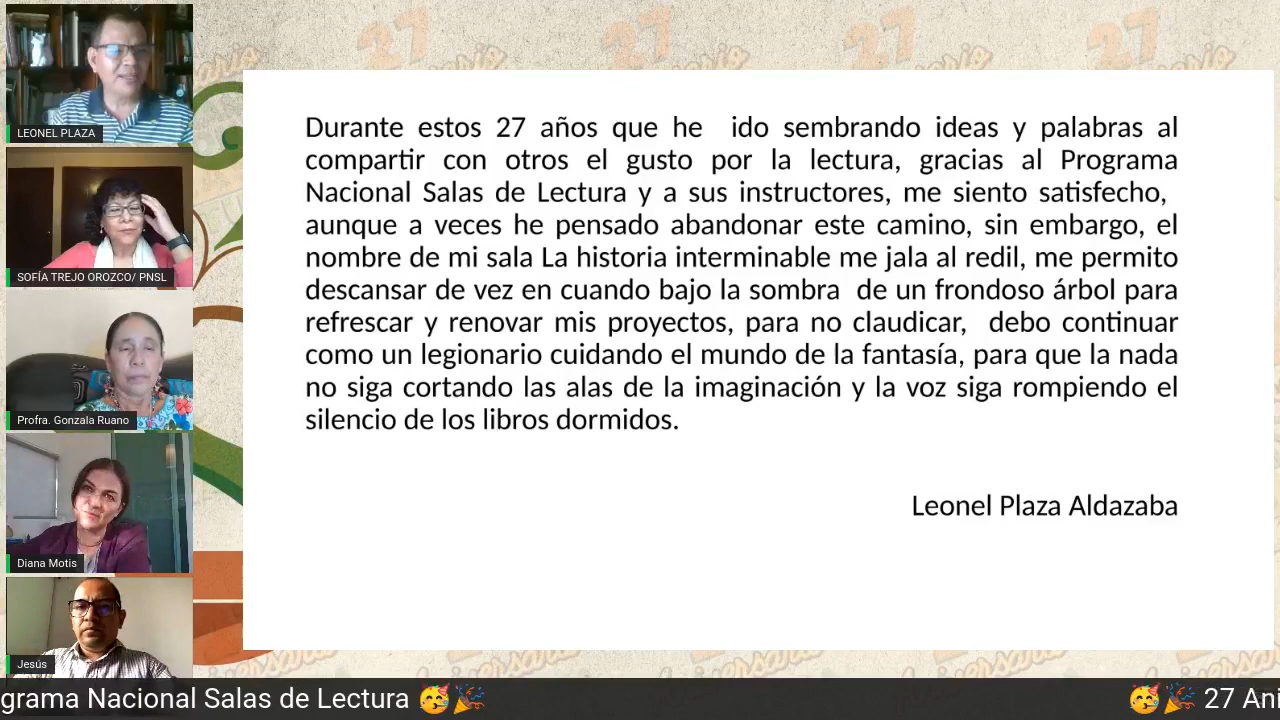 LEONEL PLAZA
SOFÍA TREJO OROZCO/ PNSL
Profra. Gonzala Ruano
Diana Motis
Jesús
Durante estos 27 años que he ido sembrando ideas y palabras al
compartir con otros el gusto por la lectura, gracias al Programa
Nacional Salas de Lectura y a sus instructores, me siento satisfecho,
aunque a veces he pensado abandonar este camino, sin embargo, el
nombre de mi sala La historia interminable me jala al redil, me permito
descansar de vez en cuando bajo la sombra de un frondoso árbol para
refrescar y renovar mis proyectos, para no claudicar, debo continuar
como un legionario cuidando el mundo de la fantasía, para que la nada
no siga cortando las alas de la imaginación y la voz siga rompiendo el
silencio de los libros dormidos.
Leonel Plaza Aldazaba
grama Nacional Salas de Lectura 🥳🎉 🥳🎉 27 Ani